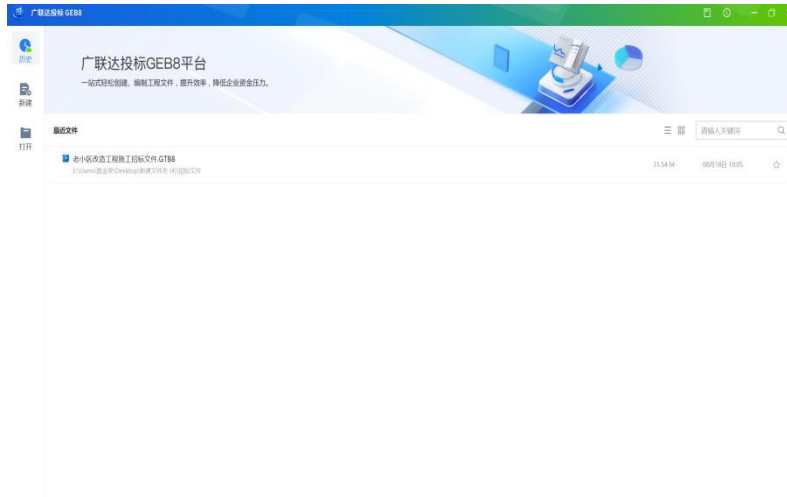 广联达投标 GEB8
历史
新建
打开
广联达投标GEB8平台
一站式轻松创建、编制工程文件，提升效率，降低企业资金压力。
最近文件
请输入关键词
老小区改造工程施工招标文件.GTB8
31.54 M
08月18日 10:05